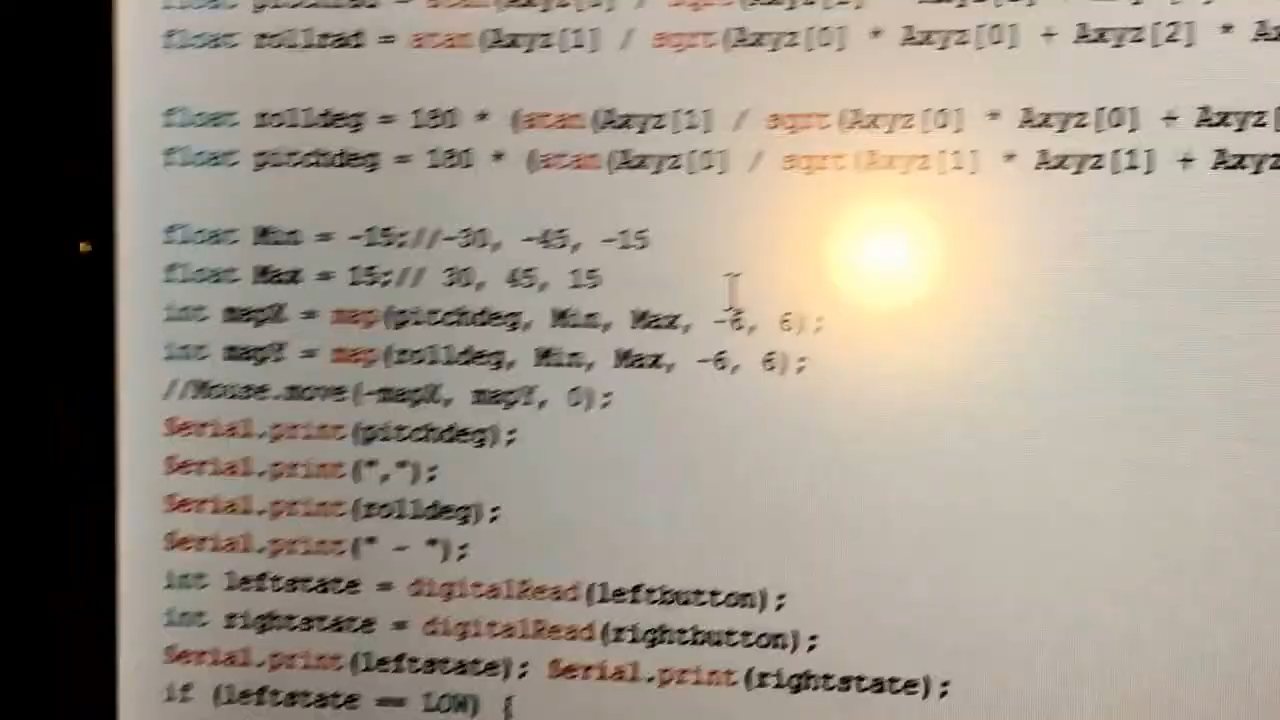 float rollrad = atan(Axyz[1] / sqrt(Axyz[0] * Axyz[0] + Axyz[2] *
float rolldeg = 180 * (atan(Axyz[1] / sqrt(Axyz[0] * Axyz[0] + Axyz[
float pitchdeg = 180 * (atan(Axyz[0] / sqrt(Axyz[1] * Axyz[1] + Axyz
float Min = -15;//-30, -45, -15
float Max = 15;// 30, 45, 15
int mapX = map(pitchdeg, Min, Max, -6, 6);
int mapY = map(rolldeg, Min, Max, -6, 6);
//Mouse.move(-mapX, mapY, 0);
Serial.print(pitchdeg);
Serial.print(",");
Serial.print(rolldeg);
Serial.print(" - ");
int leftstate = digitalRead(leftbutton);
int rightstate = digitalRead(rightbutton);
Serial.print(leftstate); Serial.print(rightstate);
if (leftstate == LOW) {